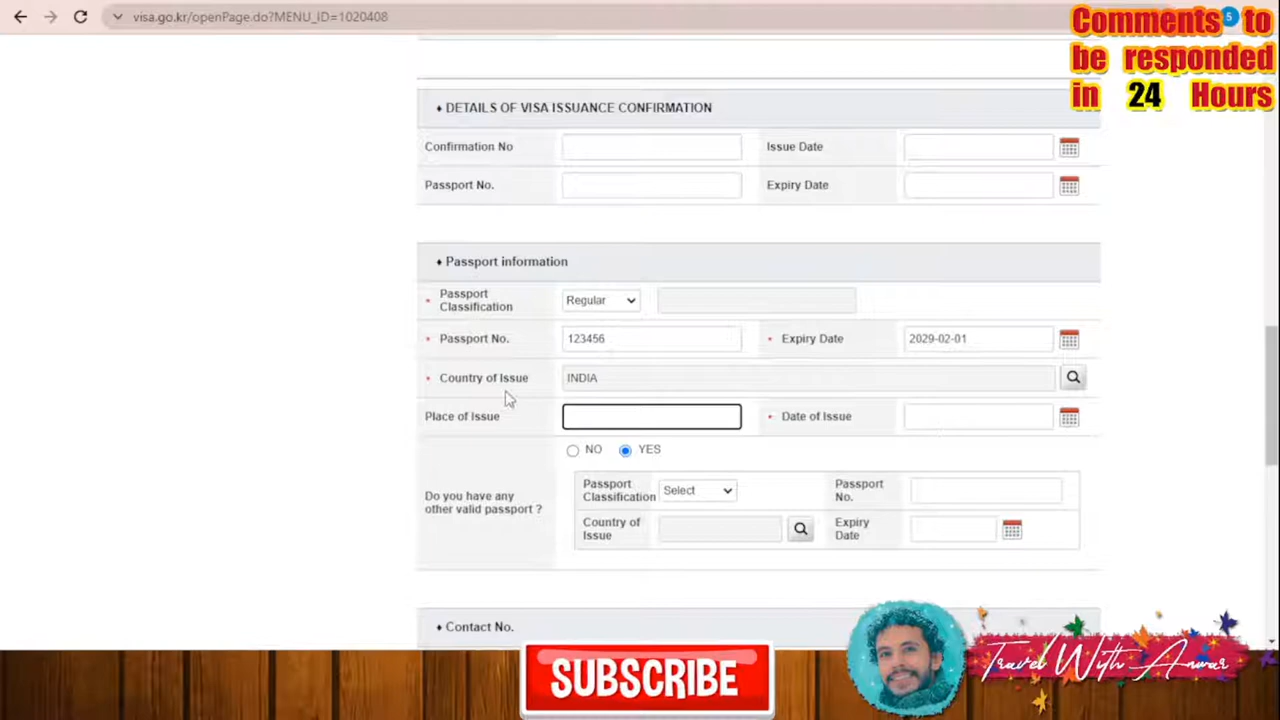 visa.go.kr/openPage.do?MENU_ID=1020408
5
Comments to
be responded
in 24 Hours
♦ DETAILS OF VISA ISSUANCE CONFIRMATION
Confirmation No
Issue Date
Passport No.
Expiry Date
♦ Passport information
* Passport
Classification
Regular
* Passport No.
123456
* Expiry Date
2029-02-01
* Country of Issue
INDIA
Place of Issue
* Date of Issue
NO
YES
Do you have any
other valid passport ?
Passport
Classification
Select
Passport
No.
Country of
Issue
Expiry
Date
♦ Contact No.
SUBSCRIBE
Travel With Anwar